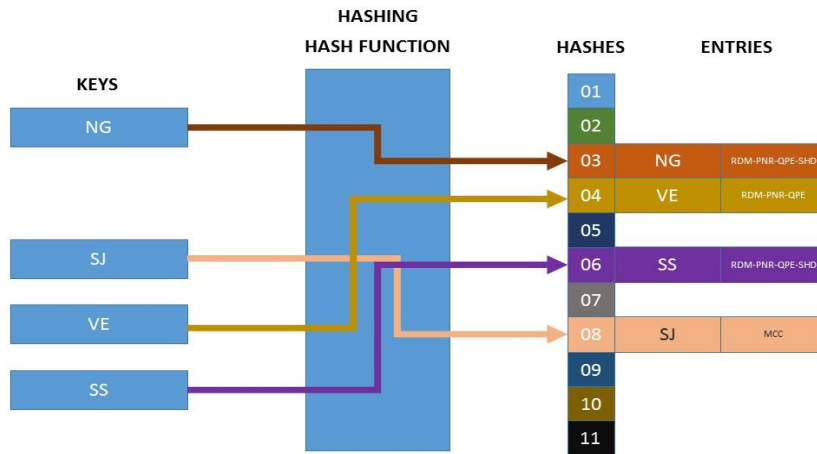 HASHING
HASH FUNCTION
HASHES
ENTRIES
KEYS
NG
SJ
VE
SS
01
02
03 NG RDM-PNR-QPE-SHD
04 VE RDM-PNR-QPE
05
06 SS RDM-PNR-QPE-SHD
07
08 SJ MCC
09
10
11